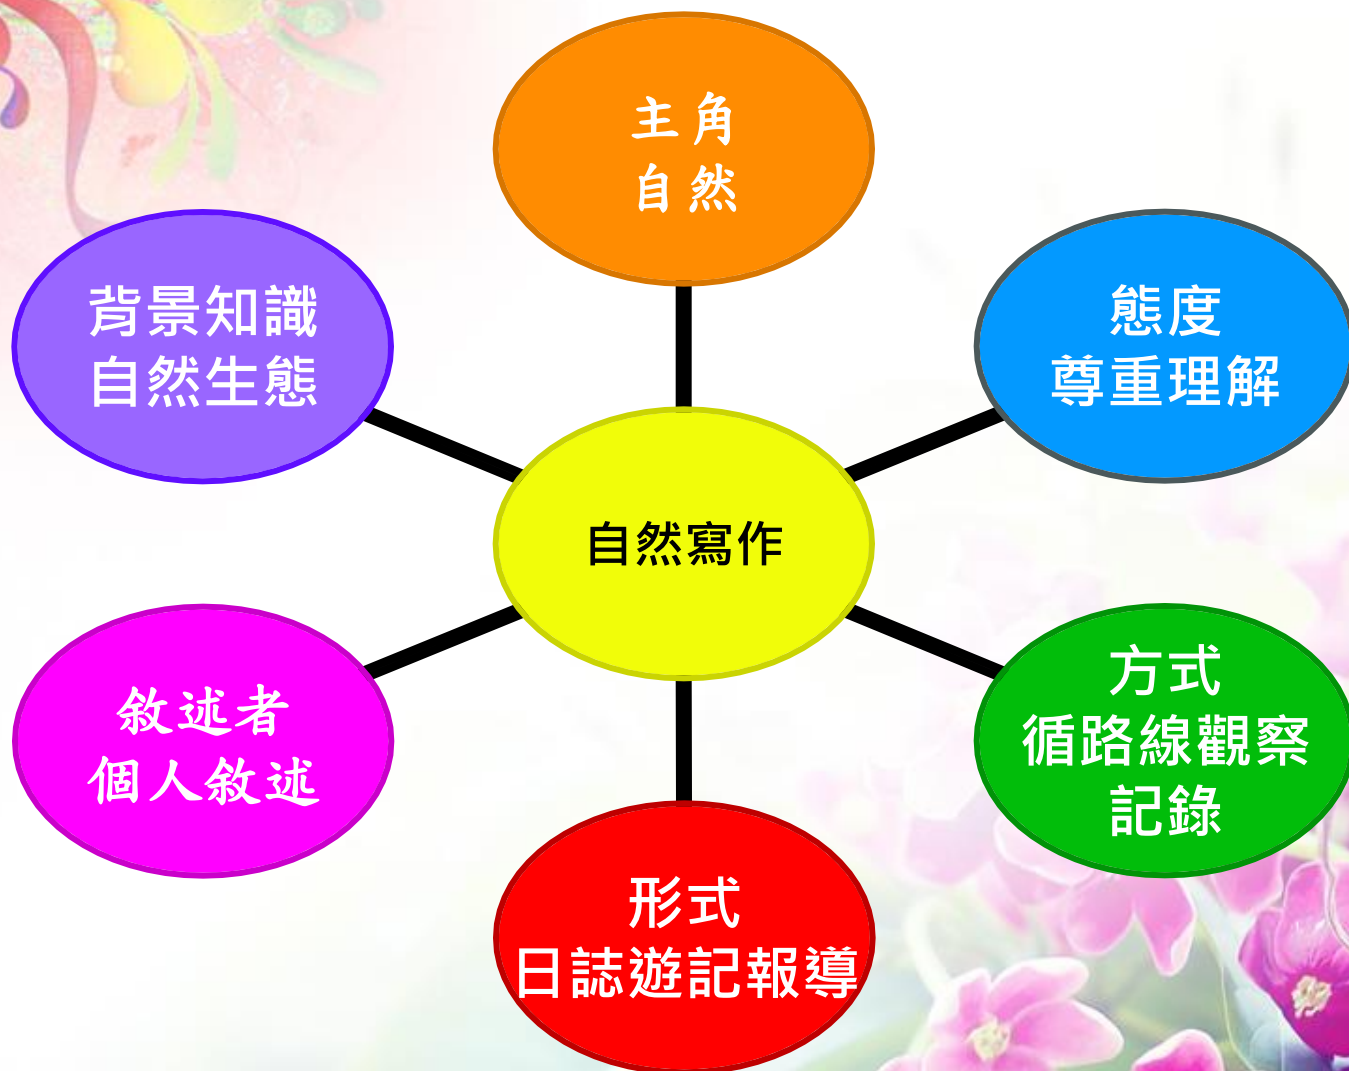 主角
自然
背景知識
自然生態
態度
尊重理解
自然寫作
敘述者
個人敘述
方式
循路線觀察
記錄
形式
日誌遊記報導